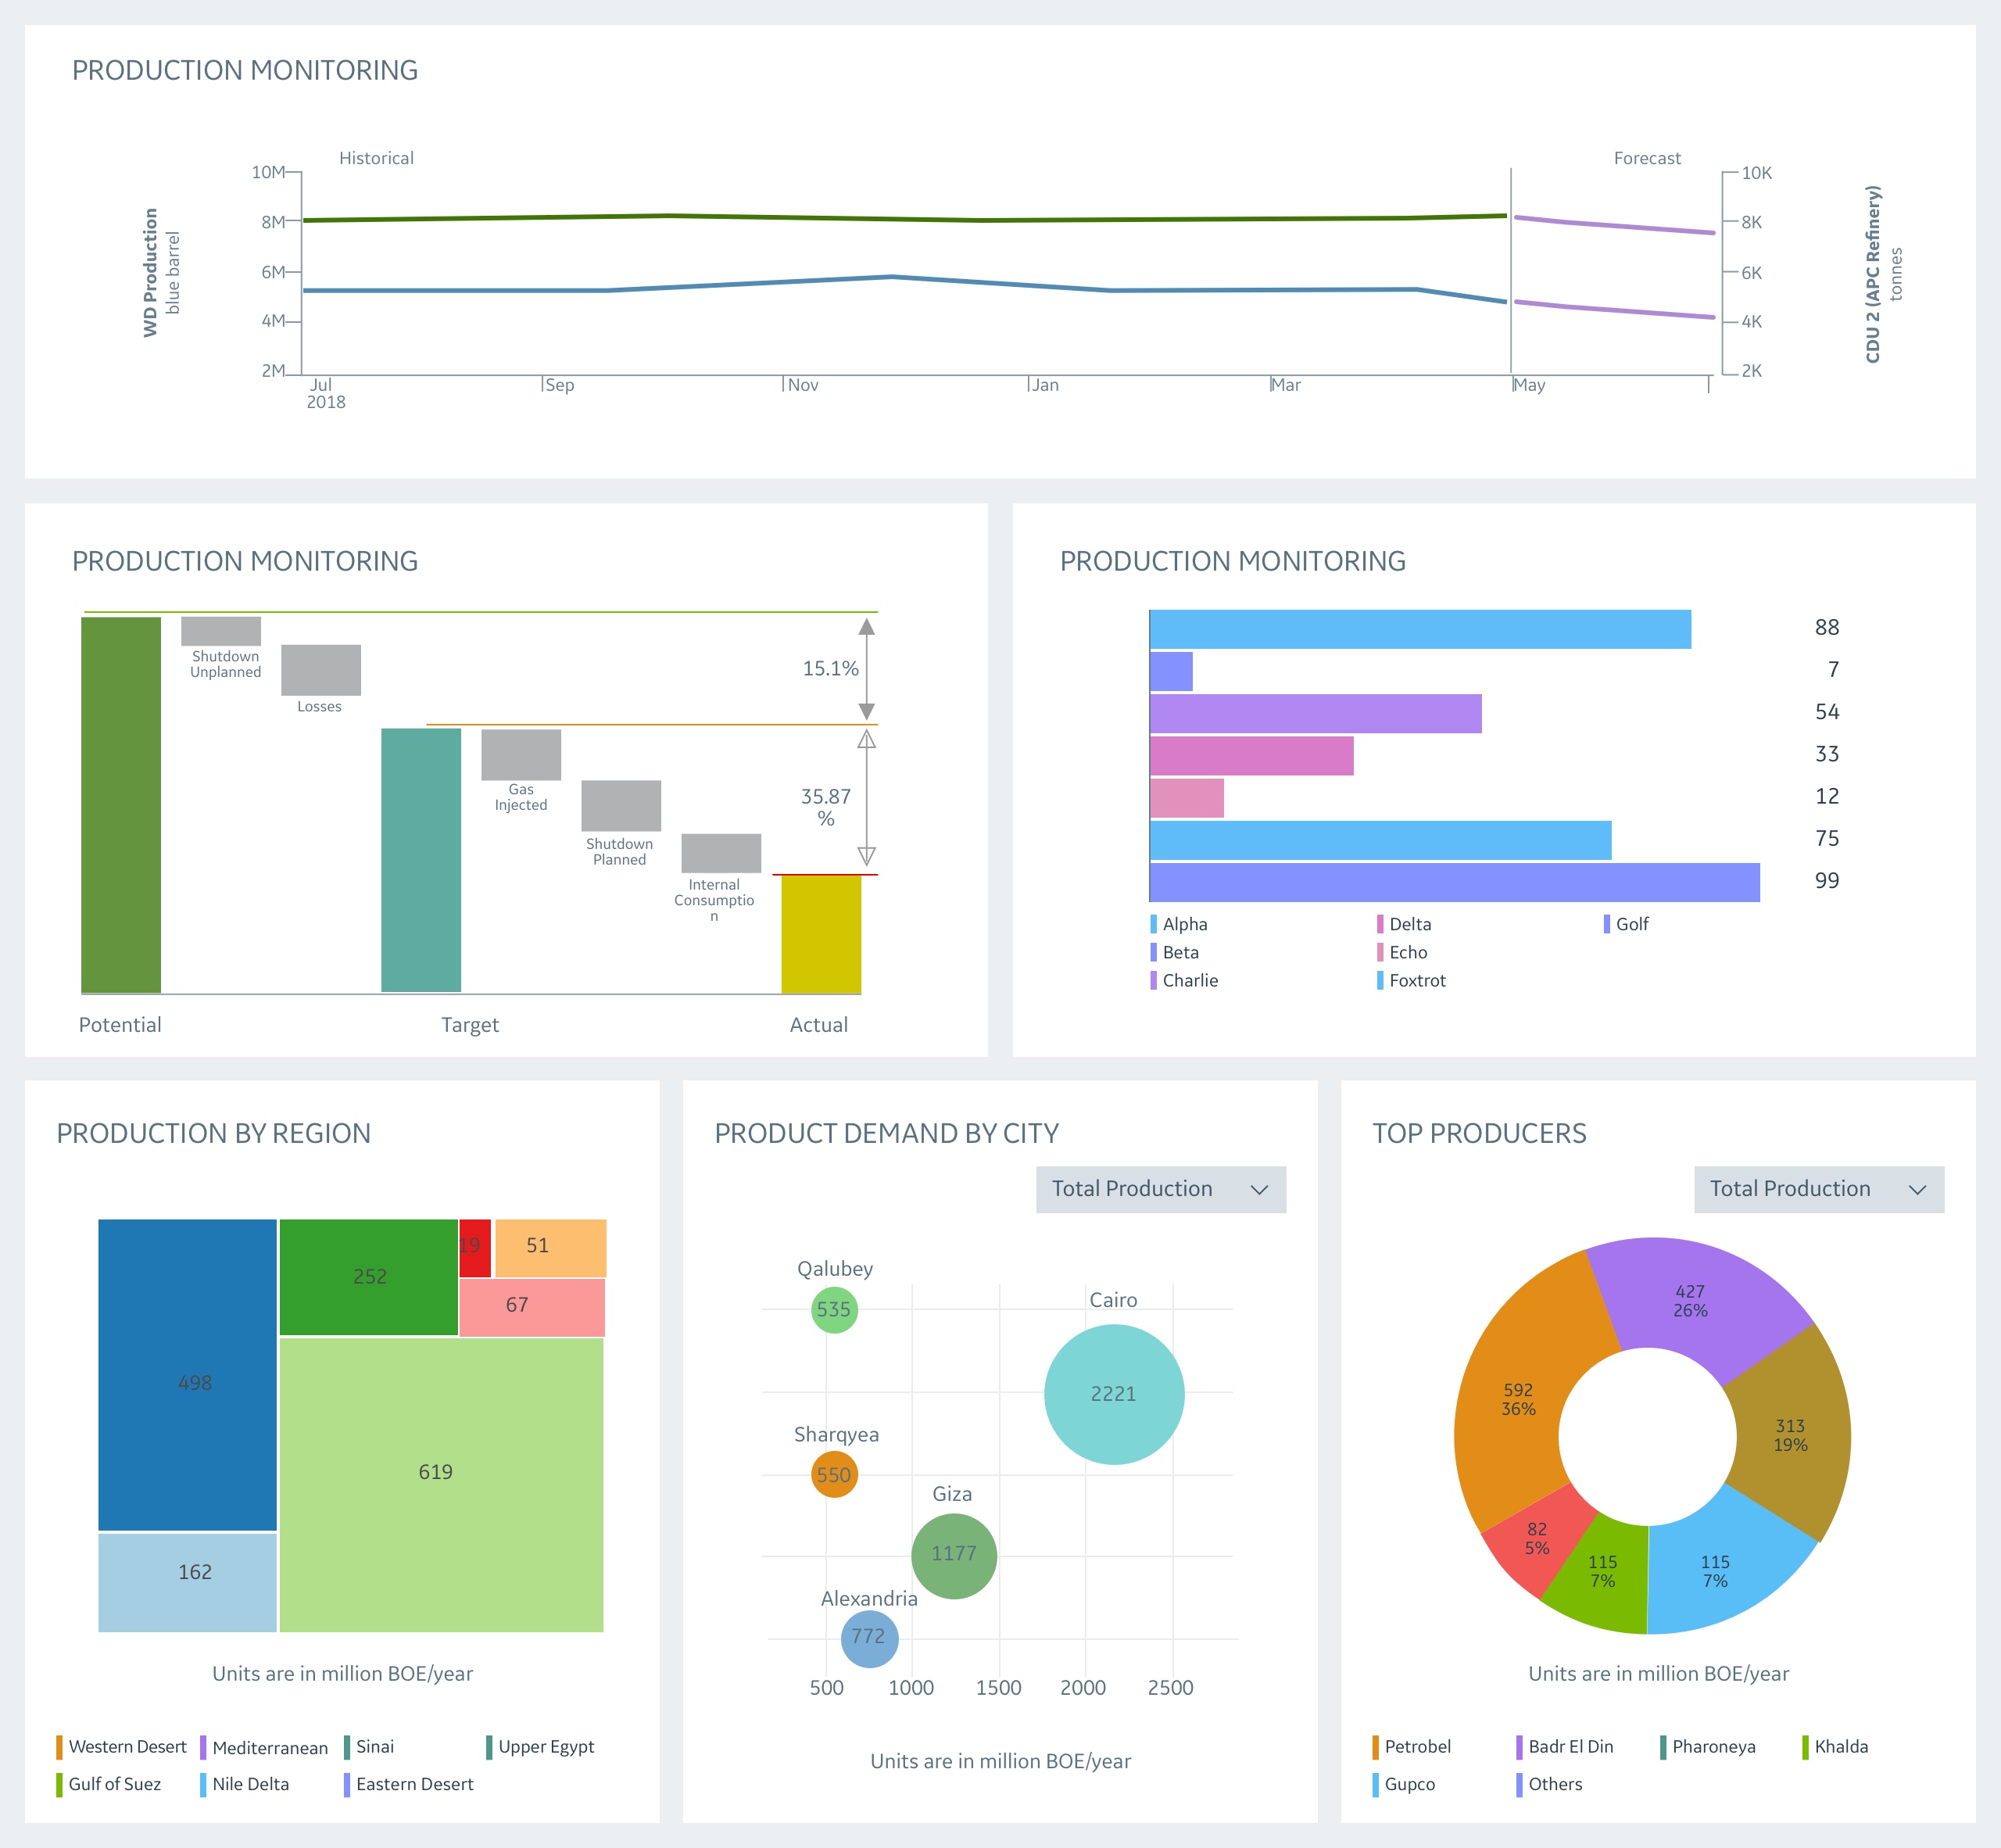 PRODUCTION MONITORING
Historical
Forecast
10M
8M
6M
4M
2M
WD Production
blue barrel
10K
8K
6K
4K
2K
CDU 2 (APC Refinery)
tonnes
Jul
2018
Sep
Nov
Jan
Mar
May
PRODUCTION MONITORING
Shutdown
Unplanned
Losses
15.1%
Gas
Injected
35.87
%
Shutdown
Planned
Internal
Consumptio
n
Potential
Target
Actual
PRODUCTION MONITORING
88
7
54
33
12
75
99
Alpha
Delta
Golf
Beta
Echo
Charlie
Foxtrot
PRODUCTION BY REGION
19
51
252
67
498
619
162
Units are in million BOE/year
Western Desert
Mediterranean
Sinai
Upper Egypt
Gulf of Suez
Nile Delta
Eastern Desert
PRODUCT DEMAND BY CITY
Total Production
Qalubey
535
Cairo
2221
Sharqyea
550
Giza
1177
Alexandria
772
500
1000
1500
2000
2500
Units are in million BOE/year
TOP PRODUCERS
Total Production
427
26%
592
36%
313
19%
82
5%
115
7%
115
7%
Units are in million BOE/year
Petrobel
Badr El Din
Pharoneya
Khalda
Gupco
Others